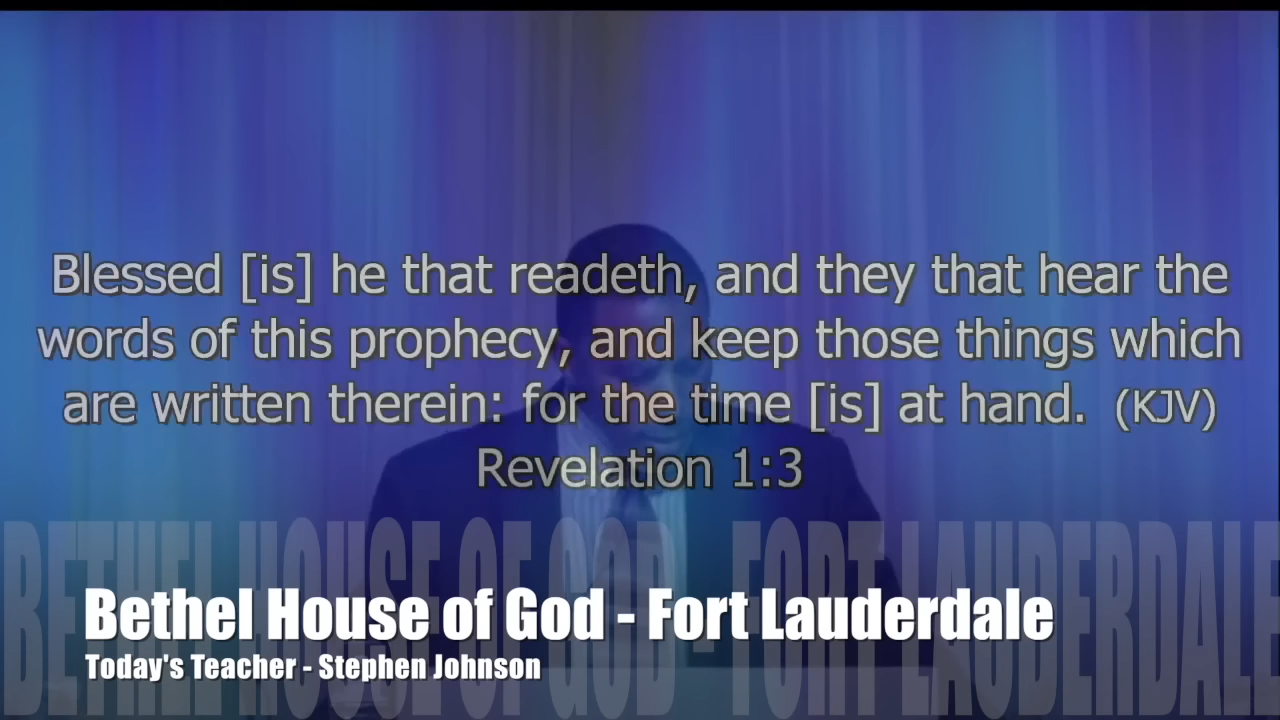 Blessed [is] he that readeth, and they that hear the
words of this prophecy, and keep those things which
are written therein: for the time [is] at hand. (KJV)
Revelation 1:3
BETHEL HOUSE OF GOD - FORT LAUDERDALE
Bethel House of God - Fort Lauderdale
Today's Teacher - Stephen Johnson